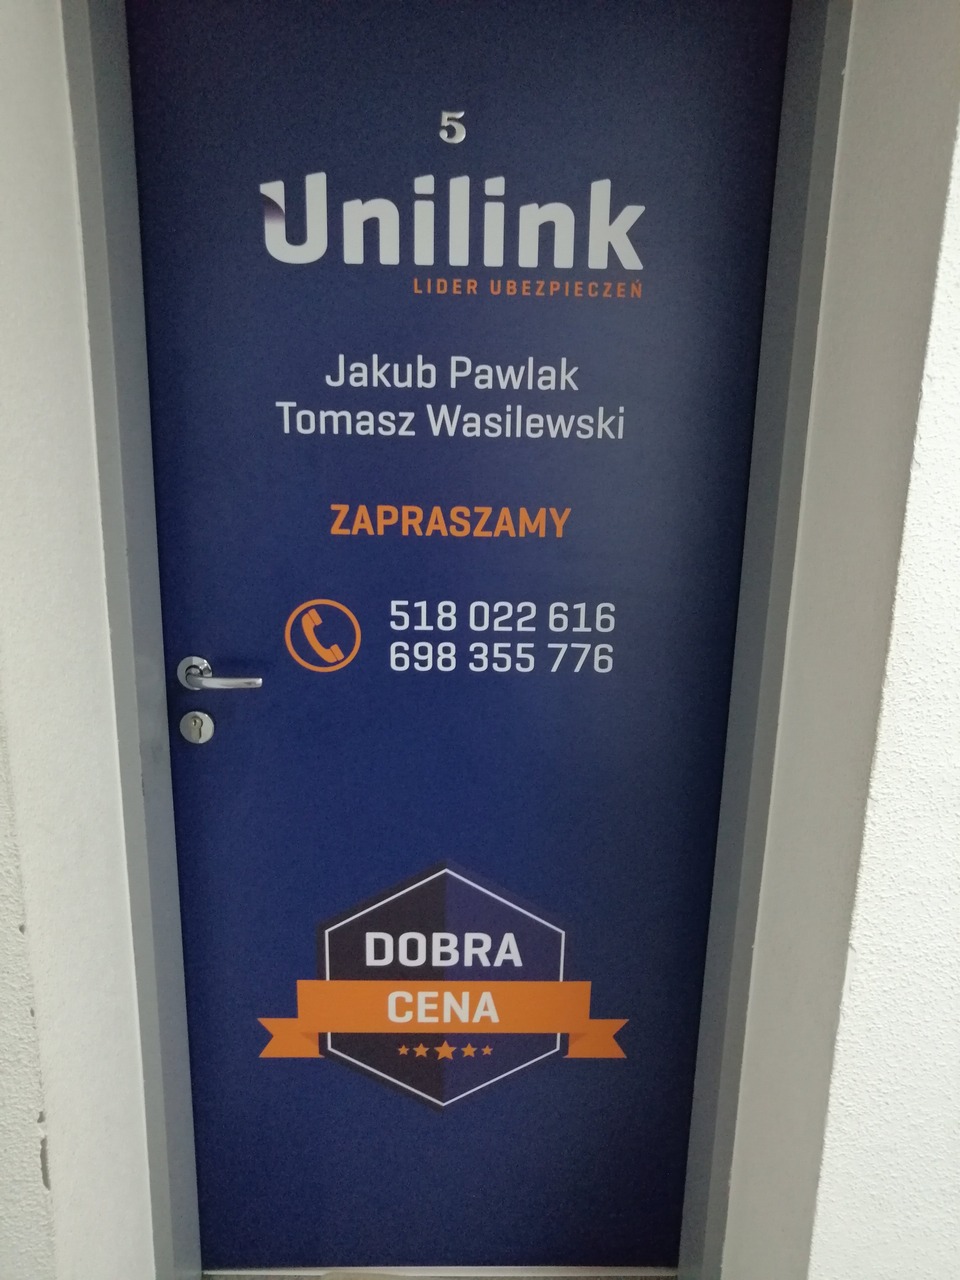 5
Unilink
LIDER UBEZPIECZEŃ
Jakub Pawlak
Tomasz Wasilewski
ZAPRASZAMY
518 022 616
698 355 776
DOBRA
CENA